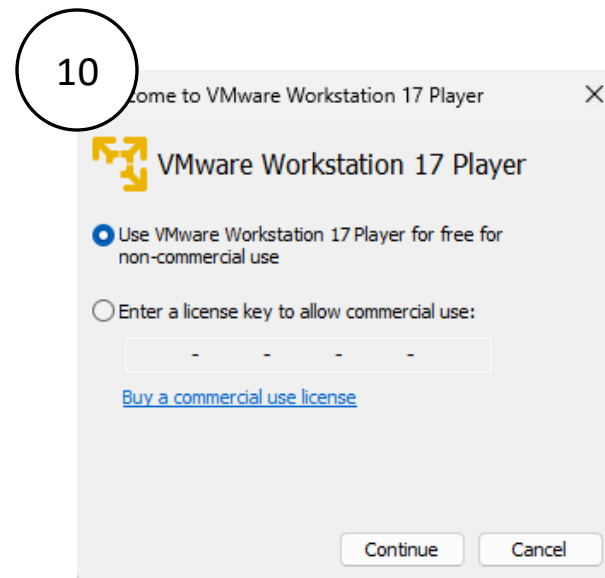 10
come to VMware Workstation 17 Player
VMware Workstation 17 Player
Use VMware Workstation 17 Player for free for
non-commercial use
Enter a license key to allow commercial use:
- - - -
Buy a commercial use license
Continue Cancel